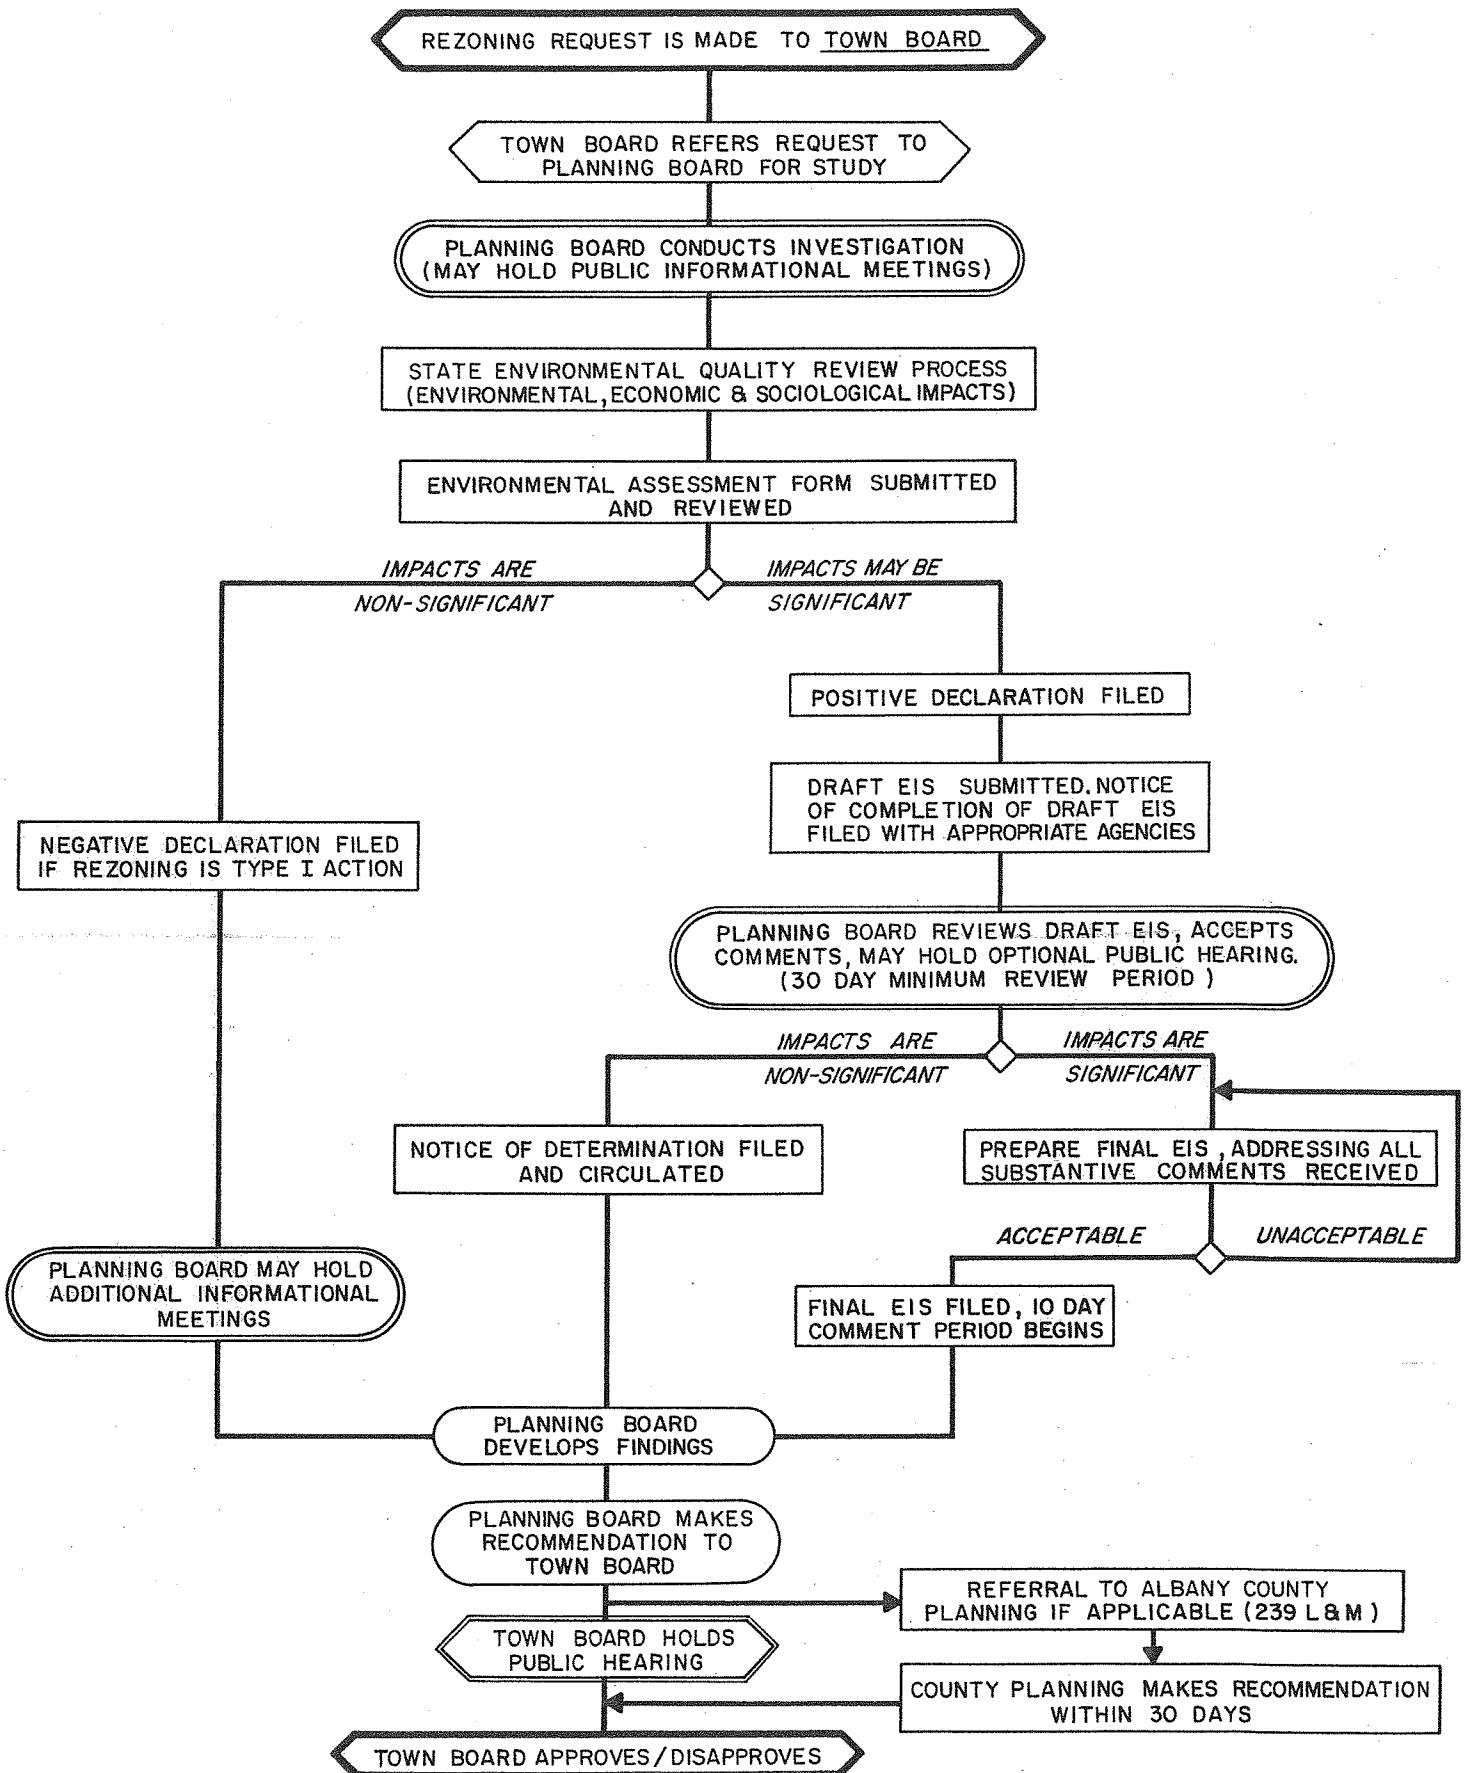 REZONING REQUEST IS MADE TO TOWN BOARD
TOWN BOARD REFERS REQUEST TO
PLANNING BOARD FOR STUDY
PLANNING BOARD CONDUCTS INVESTIGATION
(MAY HOLD PUBLIC INFORMATIONAL MEETINGS)
STATE ENVIRONMENTAL QUALITY REVIEW PROCESS
(ENVIRONMENTAL, ECONOMIC & SOCIOLOGICAL IMPACTS)
ENVIRONMENTAL ASSESSMENT FORM SUBMITTED
AND REVIEWED
IMPACTS ARE
NON-SIGNIFICANT
IMPACTS MAY BE
SIGNIFICANT
POSITIVE DECLARATION FILED
DRAFT EIS SUBMITTED. NOTICE
OF COMPLETION OF DRAFT EIS
FILED WITH APPROPRIATE AGENCIES
NEGATIVE DECLARATION FILED
IF REZONING IS TYPE I ACTION
PLANNING BOARD REVIEWS DRAFT EIS, ACCEPTS
COMMENTS, MAY HOLD OPTIONAL PUBLIC HEARING.
(30 DAY MINIMUM REVIEW PERIOD)
IMPACTS ARE
NON-SIGNIFICANT
IMPACTS ARE
SIGNIFICANT
NOTICE OF DETERMINATION FILED
AND CIRCULATED
PREPARE FINAL EIS, ADDRESSING ALL
SUBSTANTIVE COMMENTS RECEIVED
ACCEPTABLE
UNACCEPTABLE
PLANNING BOARD MAY HOLD
ADDITIONAL INFORMATIONAL
MEETINGS
FINAL EIS FILED, 10 DAY
COMMENT PERIOD BEGINS
PLANNING BOARD
DEVELOPS FINDINGS
PLANNING BOARD MAKES
RECOMMENDATION TO
TOWN BOARD
REFERRAL TO ALBANY COUNTY
PLANNING IF APPLICABLE (239 L & M)
TOWN BOARD HOLDS
PUBLIC HEARING
COUNTY PLANNING MAKES RECOMMENDATION
WITHIN 30 DAYS
TOWN BOARD APPROVES/DISAPPROVES